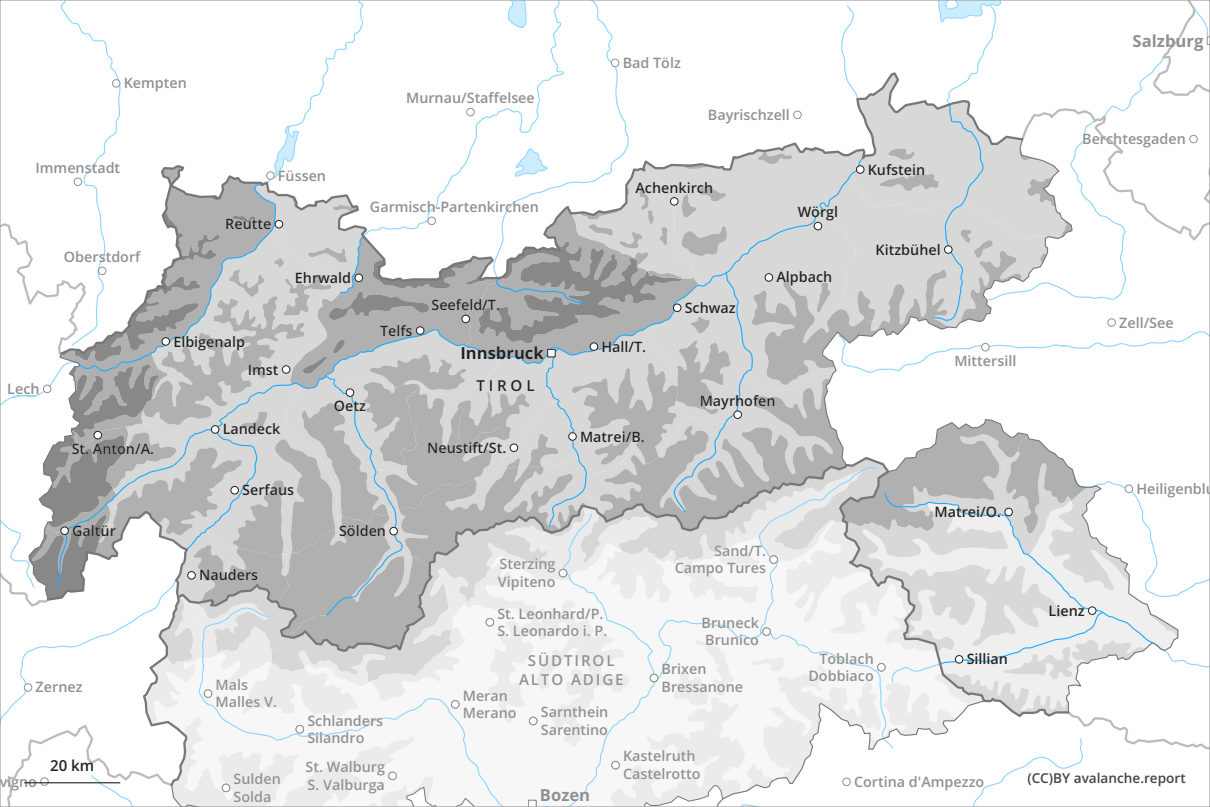 Salzburg
Bad Tölz
Kempten
Murnau/Staffelsee
Bayrischzell
Berchtesgaden
Immenstadt
Füssen
Kufstein
Achenkirch
Garmisch-Partenkirchen
Wörgl
Reutte
Kitzbühel
Oberstdorf
Ehrwald
Alpbach
Seefeld/T.
Schwaz
Zell/See
Telfs
Elbigenalp
Innsbruck
Hall/T.
Mittersill
Imst
TIROL
Lech
Oetz
Mayrhofen
Landeck
Matrei/B.
St. Anton/A.
Neustift/St.
Serfaus
Heiligenblu
Matrei/O.
Galtür
Sölden
Sand/T.
Campo Tures
Sterzing
Vipiteno
Nauders
Lienz
St. Leonhard/P.
S. Leonardo i. P.
Bruneck
Brunico
SÜDTIROL
ALTO ADIGE
Toblach
Dobbiaco
Sillian
Brixen
Bressanone
Zernez
Mals
Malles V.
Meran
Merano
Sarnthein
Sarentino
Schlanders
Silandro
Kastelruth
Castelrotto
St. Walburg
S. Valburga
20 km
vigno
Sulden
Solda
Cortina d'Ampezzo
(CC)BY avalanche.report
Bozen